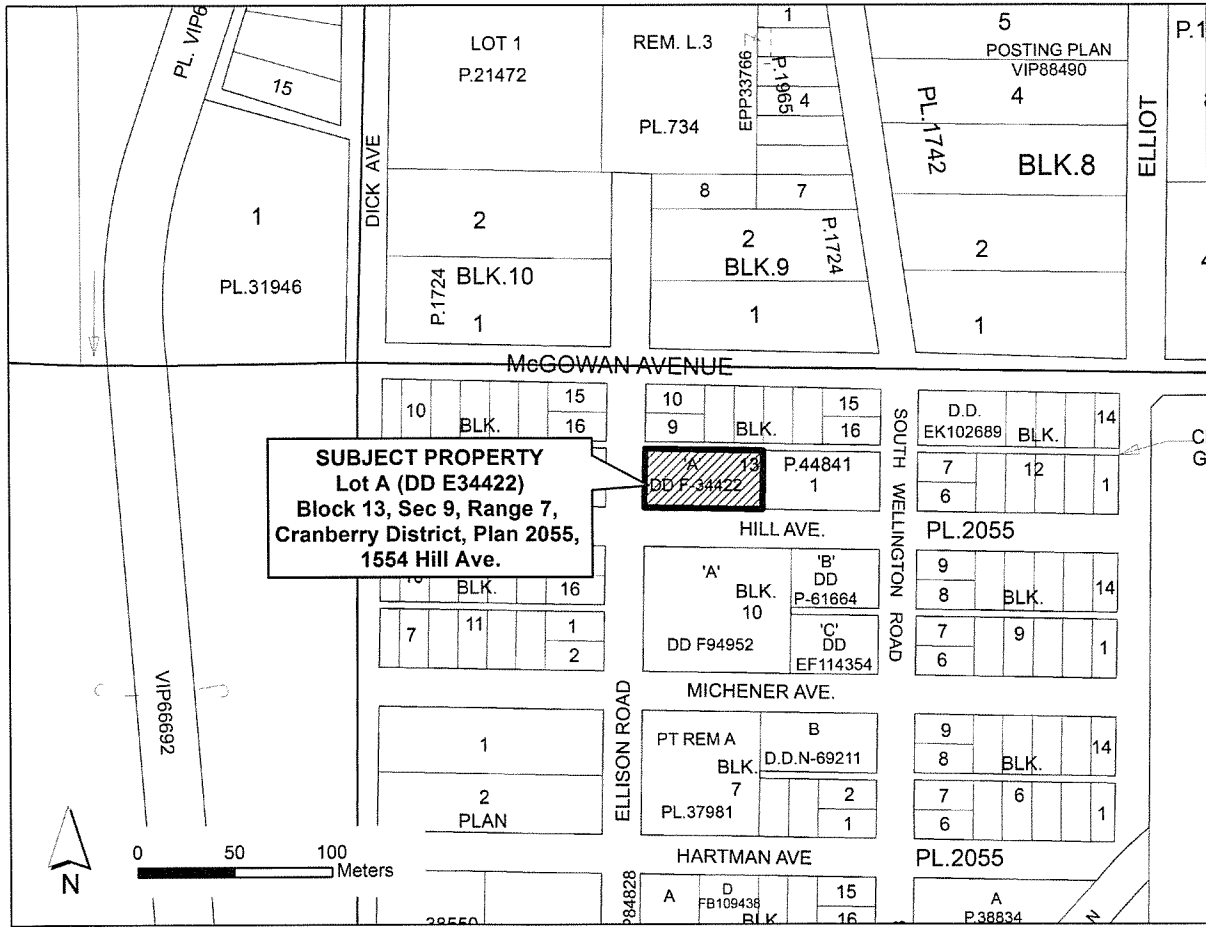 PL. VIP6
15
LOT 1
P.21472
REM. L.3
PL.734
EPP33766
1
P.1965
4
5
POSTING PLAN
VIP88490
4
PL.1742
BLK.8
ELLIOT
P.1
DICK AVE
1
PL.31946
2
P.1724
BLK.10
1
8
7
2
BLK.9
P.1724
1
2
1
4
McGOWAN AVENUE
10
BLK.
15
16
10
9
BLK.
15
16
SOUTH WELLINGTON ROAD
D.D.
EK102689
BLK.
14
7
6
12
1
SUBJECT PROPERTY
Lot A (DD E34422)
Block 13, Sec 9, Range 7,
Cranberry District, Plan 2055,
1554 Hill Ave.
'A'
13
DD F-34422
P.44841
1
HILL AVE.
PL.2055
BLK.
16
7
11
1
2
'A'
BLK.
10
DD F94952
'B'
DD
P-61664
'C'
DD
EF114354
9
8
BLK.
14
7
6
9
1
VIP66692
ELLISON ROAD
MICHENER AVE.
1
2
PLAN
PT REM A
BLK.
7
PL.37981
B
D.D.N-69211
2
1
9
8
BLK.
14
7
6
6
1
N
0
50
100
Meters
HARTMAN AVE
PL.2055
38550
P84828
A
D
FB109438
BLK
15
16
A
P.38834
N